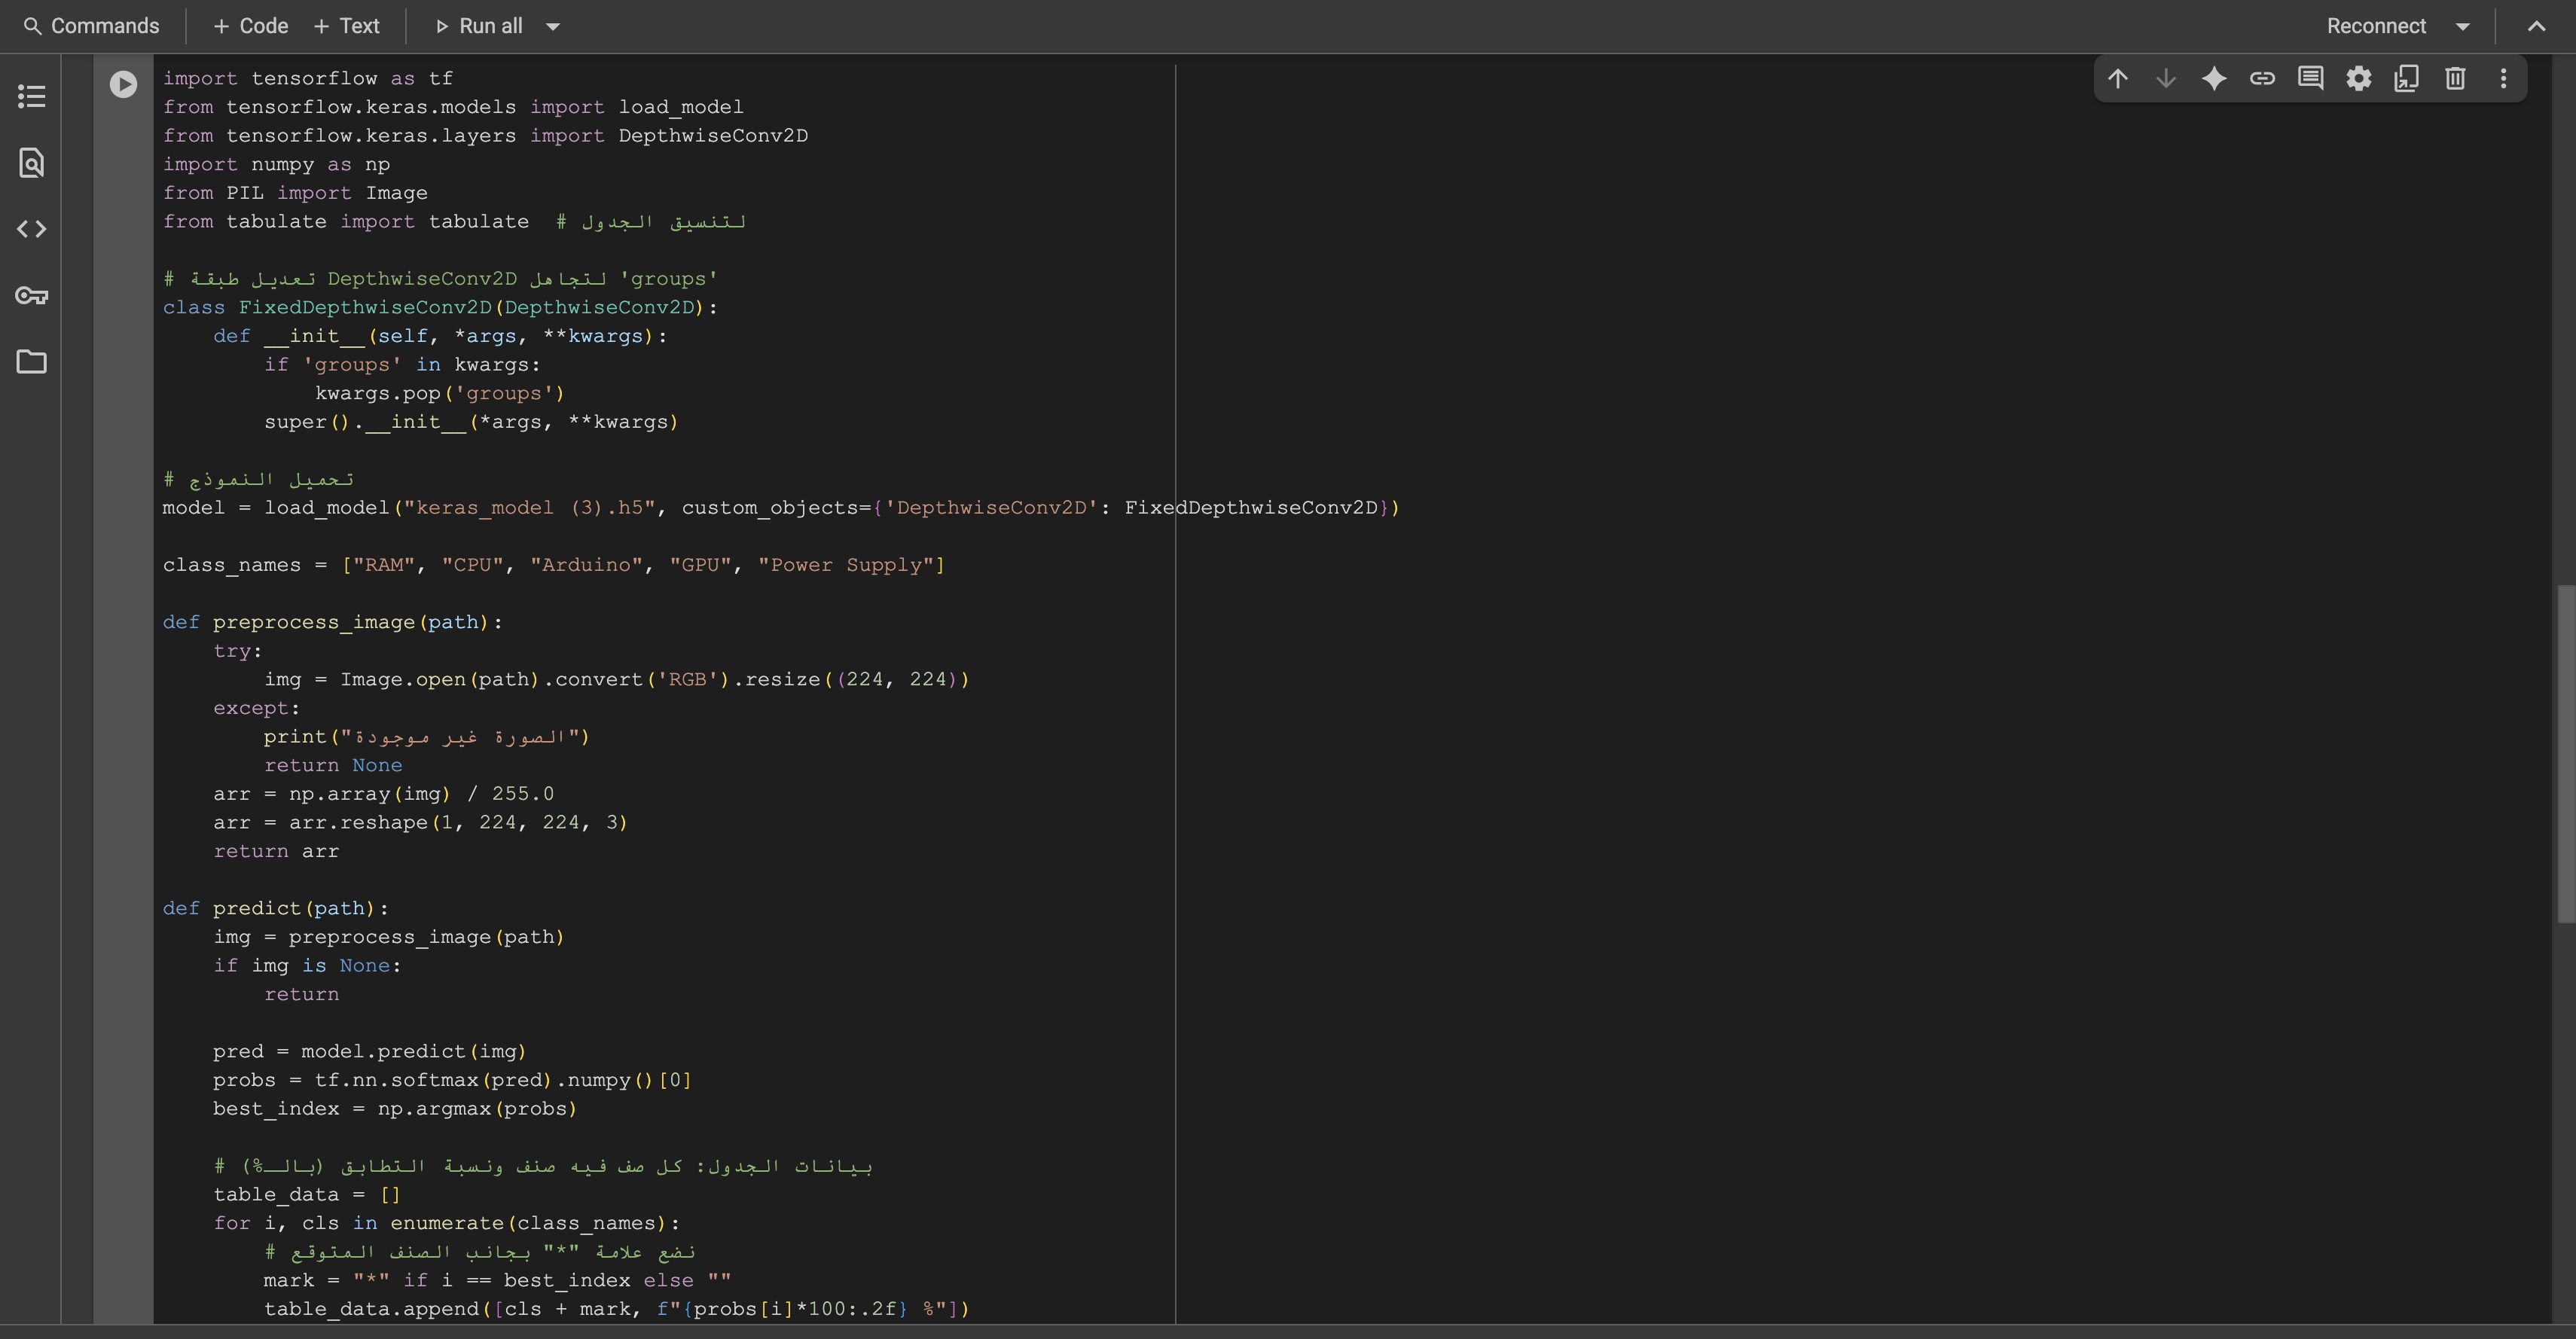 Commands + Code + Text Run all Reconnect
import tensorflow as tf
from tensorflow.keras.models import load_model
from tensorflow.keras.layers import DepthwiseConv2D
import numpy as np
from PIL import Image
from tabulate import tabulate  # لتنسيق الجدول
# تعديل طبقة DepthwiseConv2D لتجاهل 'groups'
class FixedDepthwiseConv2D(DepthwiseConv2D):
    def __init__(self, *args, **kwargs):
        if 'groups' in kwargs:
            kwargs.pop('groups')
        super().__init__(*args, **kwargs)
# تحميل النموذج
model = load_model("keras_model (3).h5", custom_objects={'DepthwiseConv2D': FixedDepthwiseConv2D})
class_names = ["RAM", "CPU", "Arduino", "GPU", "Power Supply"]
def preprocess_image(path):
    try:
        img = Image.open(path).convert('RGB').resize((224, 224))
    except:
        print("الصورة غير موجودة")
        return None
    arr = np.array(img) / 255.0
    arr = arr.reshape(1, 224, 224, 3)
    return arr
def predict(path):
    img = preprocess_image(path)
    if img is None:
        return
    pred = model.predict(img)
    probs = tf.nn.softmax(pred).numpy()[0]
    best_index = np.argmax(probs)
    # بيانات الجدول: كل صف فيه صنف ونسبة التطابق (بالـ%)
    table_data = []
    for i, cls in enumerate(class_names):
        # نضع علامة "*" بجانب الصنف المتوقع
        mark = "*" if i == best_index else ""
        table_data.append([cls + mark, f"{probs[i]*100:.2f} %"])